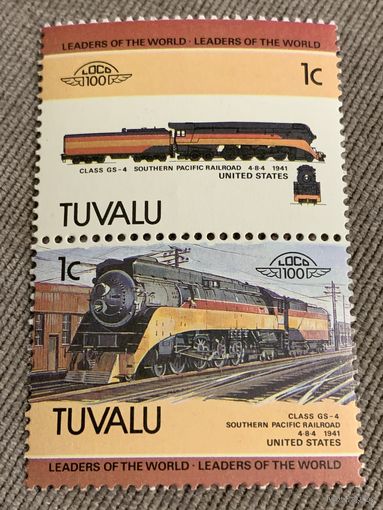 LEADERS OF THE WORLD · LEADERS OF THE WORLD
LOCO
100
1c
CLASS GS-4 SOUTHERN PACIFIC RAILROAD 4-8-4 1941
UNITED STATES
TUVALU
1c
LOCO
100
TUVALU
CLASS GS-4
SOUTHERN PACIFIC RAILROAD
4-8-4 1941
UNITED STATES
LEADERS OF THE WORLD · LEADERS OF THE WORLD